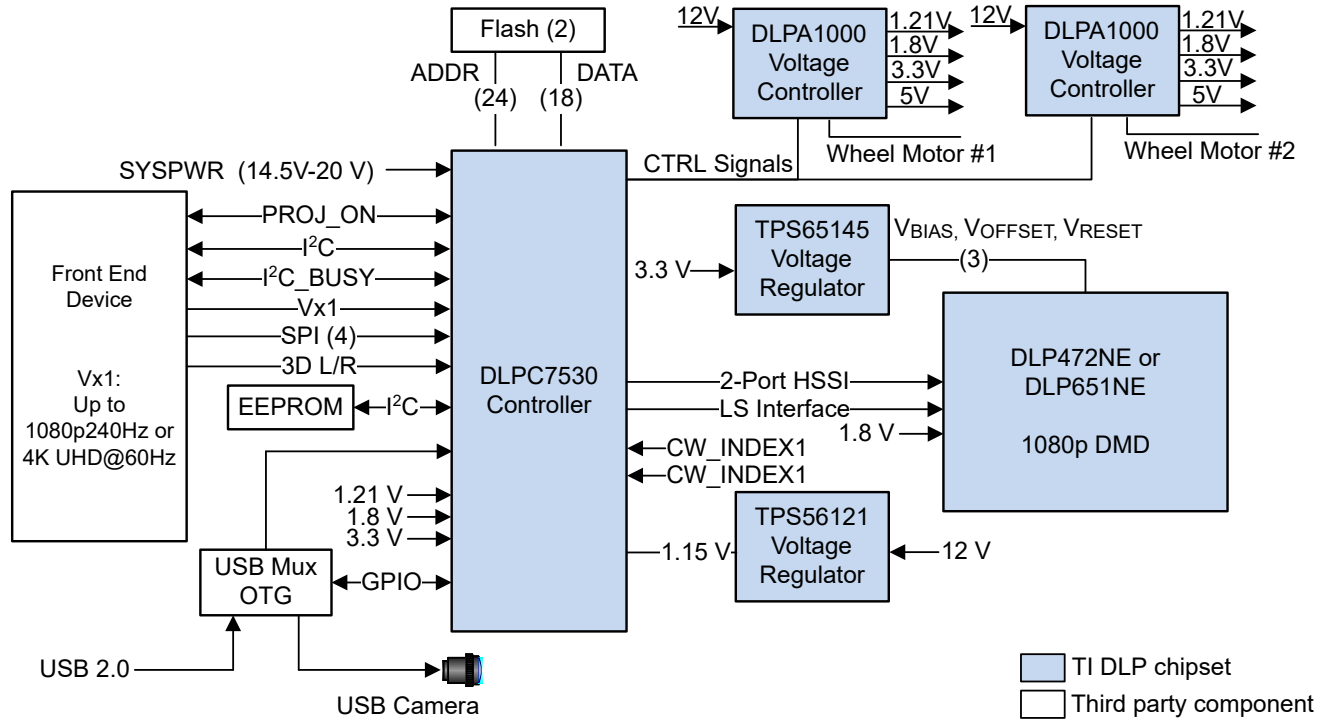 12V
DLPA1000
Voltage
Controller
1.21V
1.8V
3.3V
5V
12V
DLPA1000
Voltage
Controller
1.21V
1.8V
3.3V
5V
Flash (2)
ADDR
(24)
DATA
(18)
Wheel Motor #1
Wheel Motor #2
CTRL Signals
SYSPWR (14.5V-20 V)
PROJ_ON
I²C
I²C_BUSY
Vx1
SPI (4)
3D L/R
Front End
Device
Vx1:
Up to
1080p240Hz or
4K UHD@60Hz
EEPROM
I²C
DLPC7530
Controller
TPS65145
Voltage
Regulator
3.3 V
VBIAS, VOFFSET, VRESET
(3)
DLP472NE or
DLP651NE
1080p DMD
2-Port HSSI
LS Interface
1.8 V
CW_INDEX1
CW_INDEX1
1.21 V
1.8 V
3.3 V
TPS56121
Voltage
Regulator
1.15 V
12 V
USB Mux
OTG
GPIO
USB 2.0
USB Camera
TI DLP chipset
Third party component